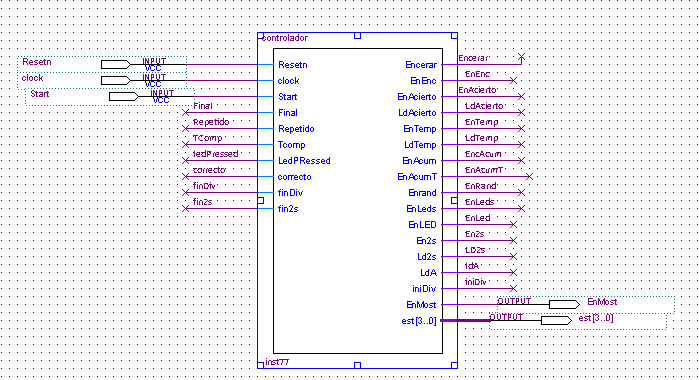 controlador
Resetn INPUT VCC Resetn Encerar Encerar
clock INPUT VCC clock EnEnc EnEnc
Start INPUT VCC Start EnAcierto EnAcierto
Final Final LdAcierto LdAcierto
Repetido Repetido EnTemp EnTemp
TComp Tcomp LdTemp LdTemp
ledPressed LedPRessed EnAcum EncAcum
correcto correcto EnAcumT EnAcumT
finDiv finDiv Enrand EnRand
fin2s fin2s EnLeds EnLeds
EnLED EnLed
En2s En2s
Ld2s LD2s
LdA ldA
iniDiv iniDiv
EnMost OUTPUT EnMost
est[3..0] OUTPUT est[3..0]
inst77